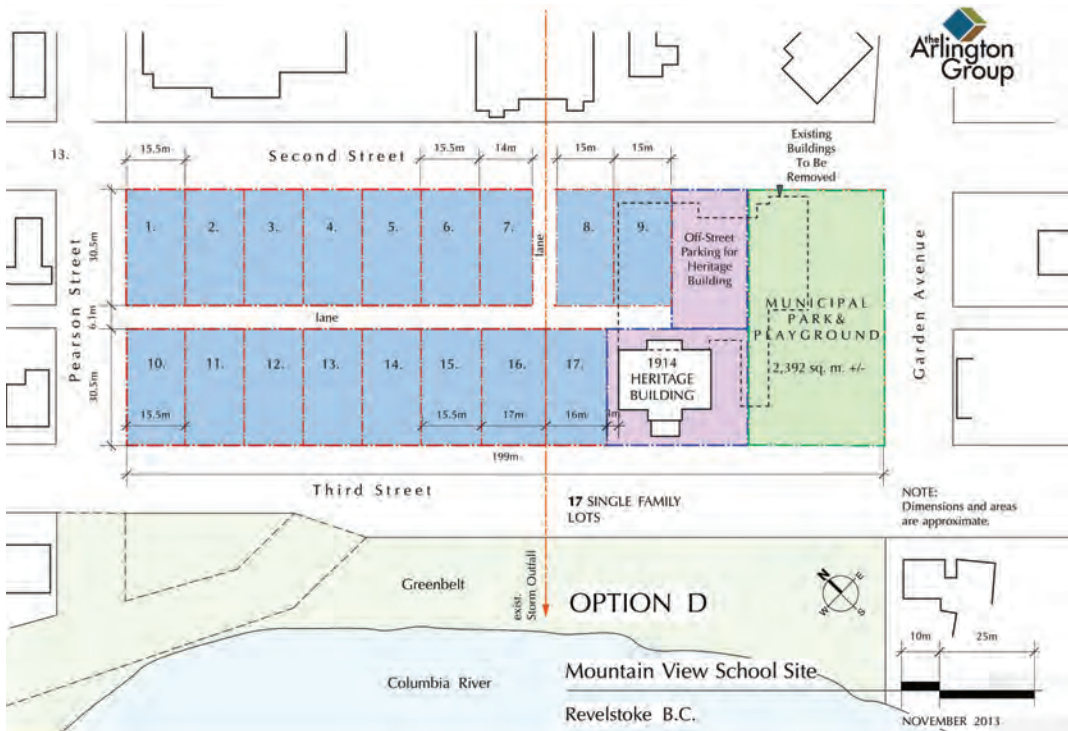 the
Arlington
Group
13.
15.5m
Second Street
15.5m
14m
15m
15m
Existing
Buildings
To Be
Removed
30.5m
1.
2.
3.
4.
5.
6.
7.
lane
8.
9.
Off-Street
Parking for
Heritage
Building
MUNICIPAL
PARK &
PLAYGROUND
2,392 sq. m. +/-
Pearson Street
Garden Avenue
6.1m
lane
30.5m
10.
11.
12.
13.
14.
15.
16.
17.
1914
HERITAGE
BUILDING
15.5m
15.5m
17m
16m
3m
199m
Third Street
17 SINGLE FAMILY
LOTS
NOTE:
Dimensions and areas
are approximate.
Greenbelt
exist.
Storm Outfall
OPTION D
N
E
W
S
10m
25m
Columbia River
Mountain View School Site
Revelstoke B.C.
NOVEMBER 2013